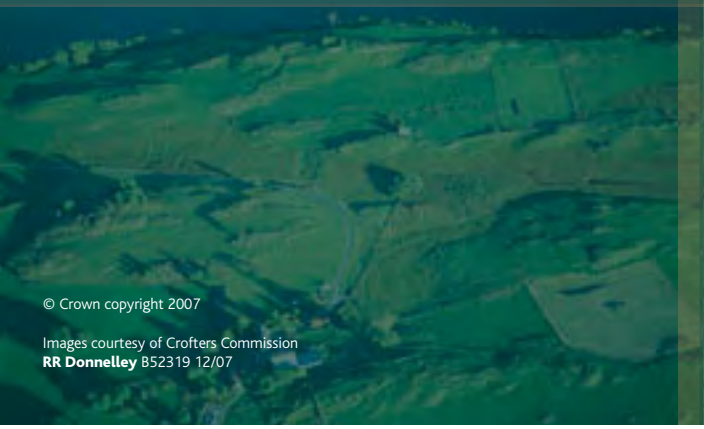 © Crown copyright 2007
Images courtesy of Crofters Commission
RR Donnelley B52319 12/07